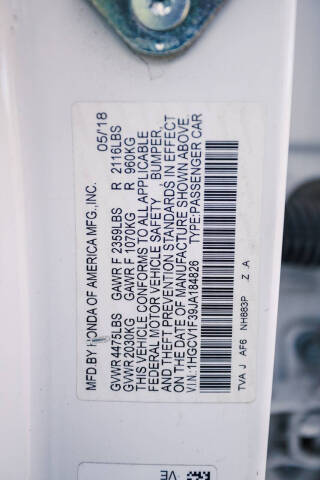 MFD.BY HONDA OF AMERICA MFG.,INC. 05/18
GVWR 4475LBS GAWR F 2359LBS R 2116LBS
GVWR 2030KG GAWR F 1070KG R 960KG
THIS VEHICLE CONFORMS TO ALL APPLICABLE
FEDERAL MOTOR VEHICLE SAFETY, BUMPER,
AND THEFT PREVENTION STANDARDS IN EFFECT
ON THE DATE OF MANUFACTURE SHOWN ABOVE.
V.I.N.:1HGCV1F39JA184826 TYPE:PASSENGER CAR
TVA J AF6 NH883P Z A
VE